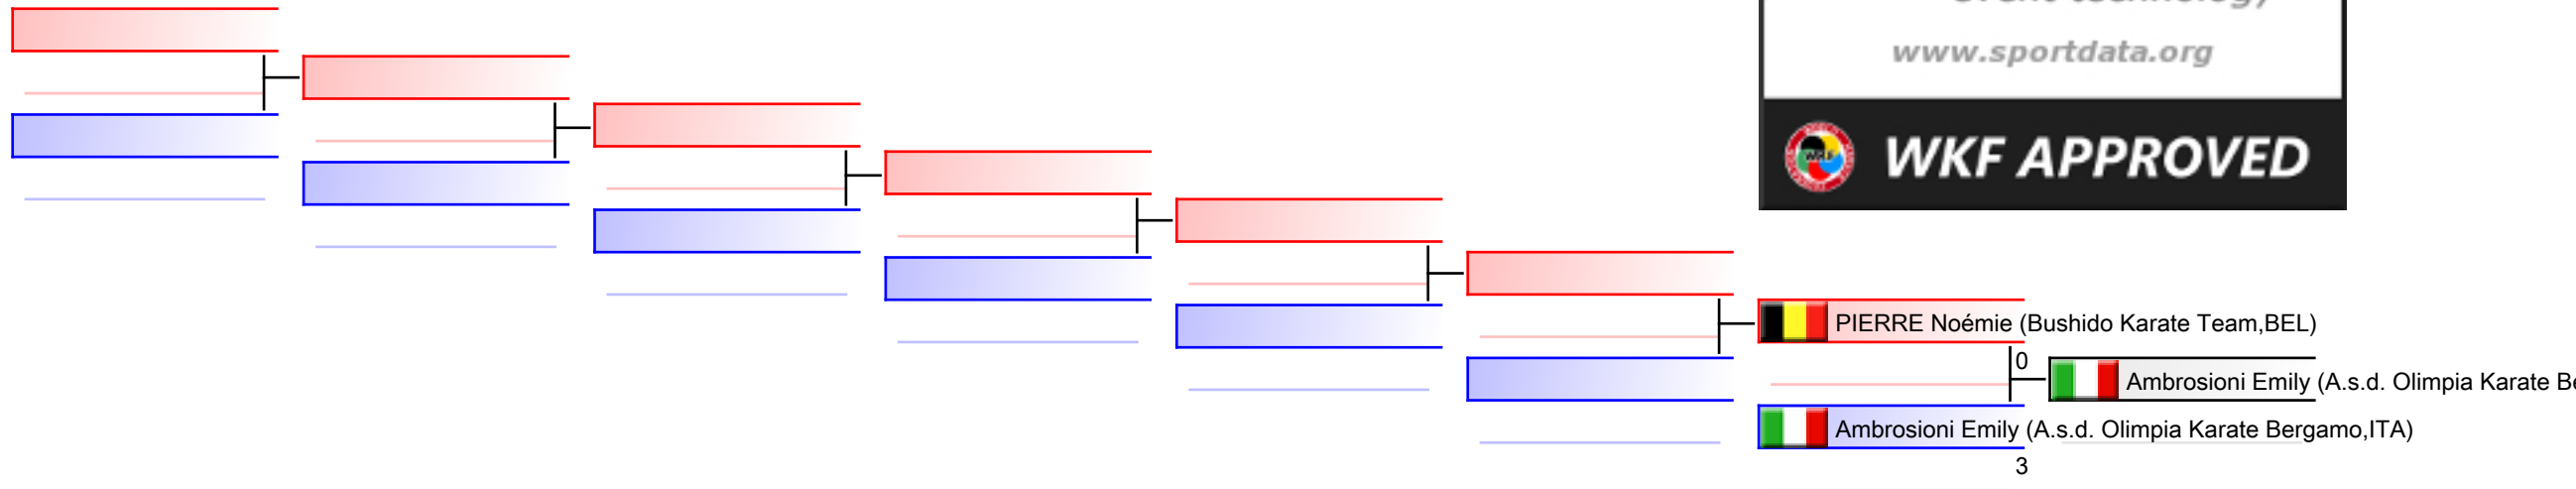 www.sportdata.org
WKF APPROVED
PIERRE Noémie (Bushido Karate Team,BEL)
0
Ambrosioni Emily (A.s.d. Olimpia Karate Be
Ambrosioni Emily (A.s.d. Olimpia Karate Bergamo,ITA)
3